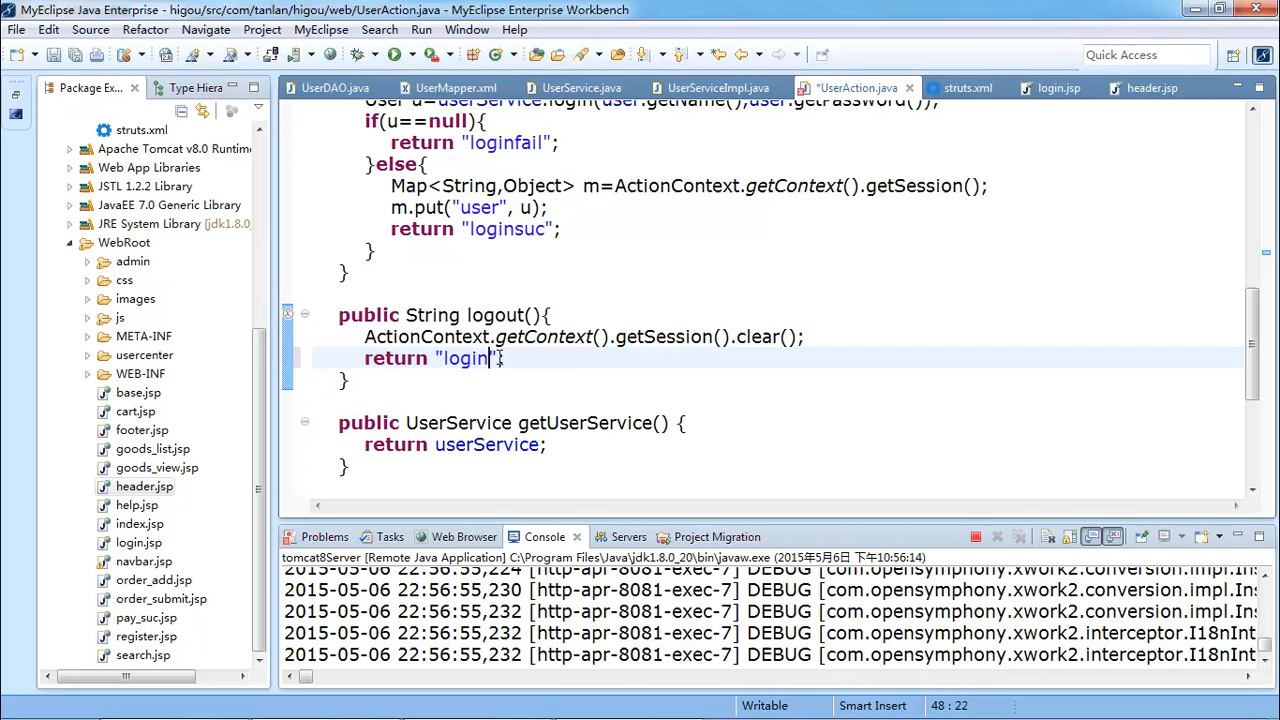 MyEclipse Java Enterprise - higou/src/com/tanlan/higou/web/UserAction.java - MyEclipse Enterprise Workbench
File Edit Source Refactor Navigate Project MyEclipse Search Run Window Help
Quick Access
Package Ex... Type Hiera
UserDAO.java UserMapper.xml UserService.java UserServiceImpl.java *UserAction.java struts.xml login.jsp header.jsp
struts.xml
Apache Tomcat v8.0 Runtime
Web App Libraries
JSTL 1.2.2 Library
JavaEE 7.0 Generic Library
JRE System Library [jdk1.8.0_
WebRoot
admin
css
images
js
META-INF
usercenter
WEB-INF
base.jsp
cart.jsp
footer.jsp
goods_list.jsp
goods_view.jsp
header.jsp
help.jsp
index.jsp
login.jsp
navbar.jsp
order_add.jsp
order_submit.jsp
pay_suc.jsp
register.jsp
search.jsp
User u=userService.login(user.getName(),user.getPassword());
if(u==null){
return "loginfail";
}else{
Map<String,Object> m=ActionContext.getContext().getSession();
m.put("user", u);
return "loginsuc";
}
}
public String logout(){
ActionContext.getContext().getSession().clear();
return "login";
}
public UserService getUserService() {
return userService;
}
Problems Tasks Web Browser Console Servers Project Migration
tomcat8Server [Remote Java Application] C:\Program Files\Java\jdk1.8.0_20\bin\javaw.exe (2015年5月6日 下午10:56:14)
2015-05-06 22:56:55,224 [http-apr-8081-exec-7] DEBUG [com.opensymphony.xwork2.conversion.impl.Ins
2015-05-06 22:56:55,230 [http-apr-8081-exec-7] DEBUG [com.opensymphony.xwork2.conversion.impl.Ins
2015-05-06 22:56:55,232 [http-apr-8081-exec-7] DEBUG [com.opensymphony.xwork2.interceptor.I18nInt
2015-05-06 22:56:55,232 [http-apr-8081-exec-7] DEBUG [com.opensymphony.xwork2.interceptor.I18nInt
Writable Smart Insert 48 : 22